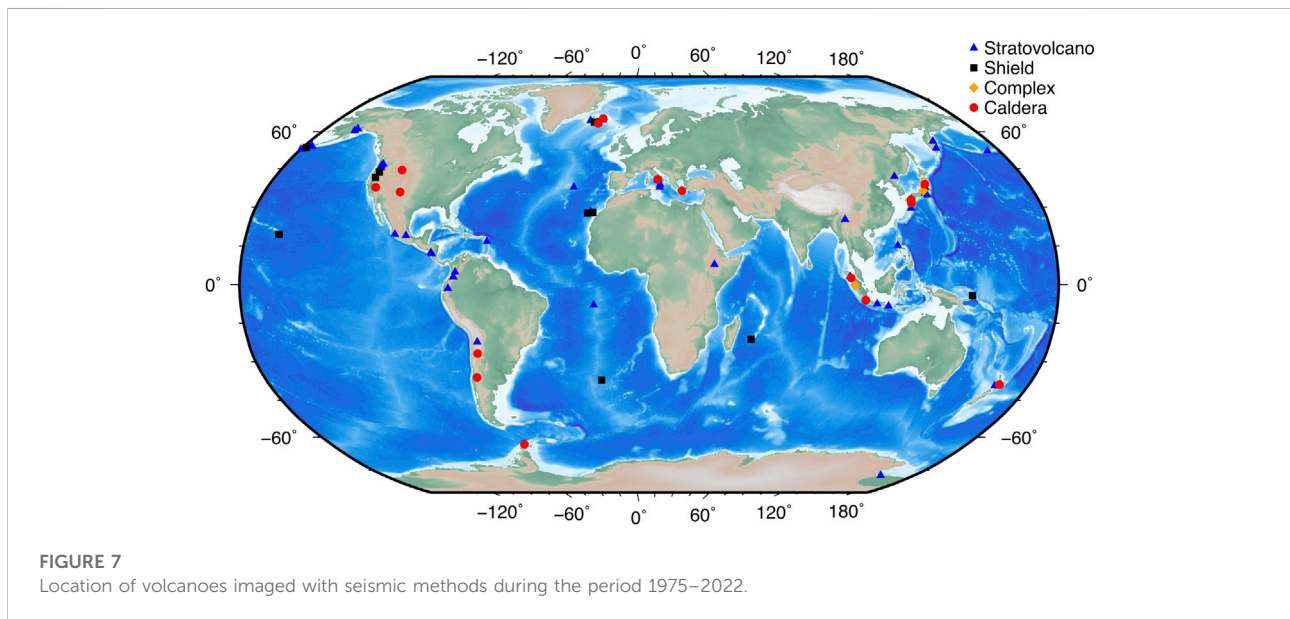 −120° −60° 0° 60° 120° 180°
Stratovolcano
Shield
Complex
Caldera
60° 60°
0° 0°
−60° −60°
−120° −60° 0° 60° 120° 180°
FIGURE 7
Location of volcanoes imaged with seismic methods during the period 1975–2022.